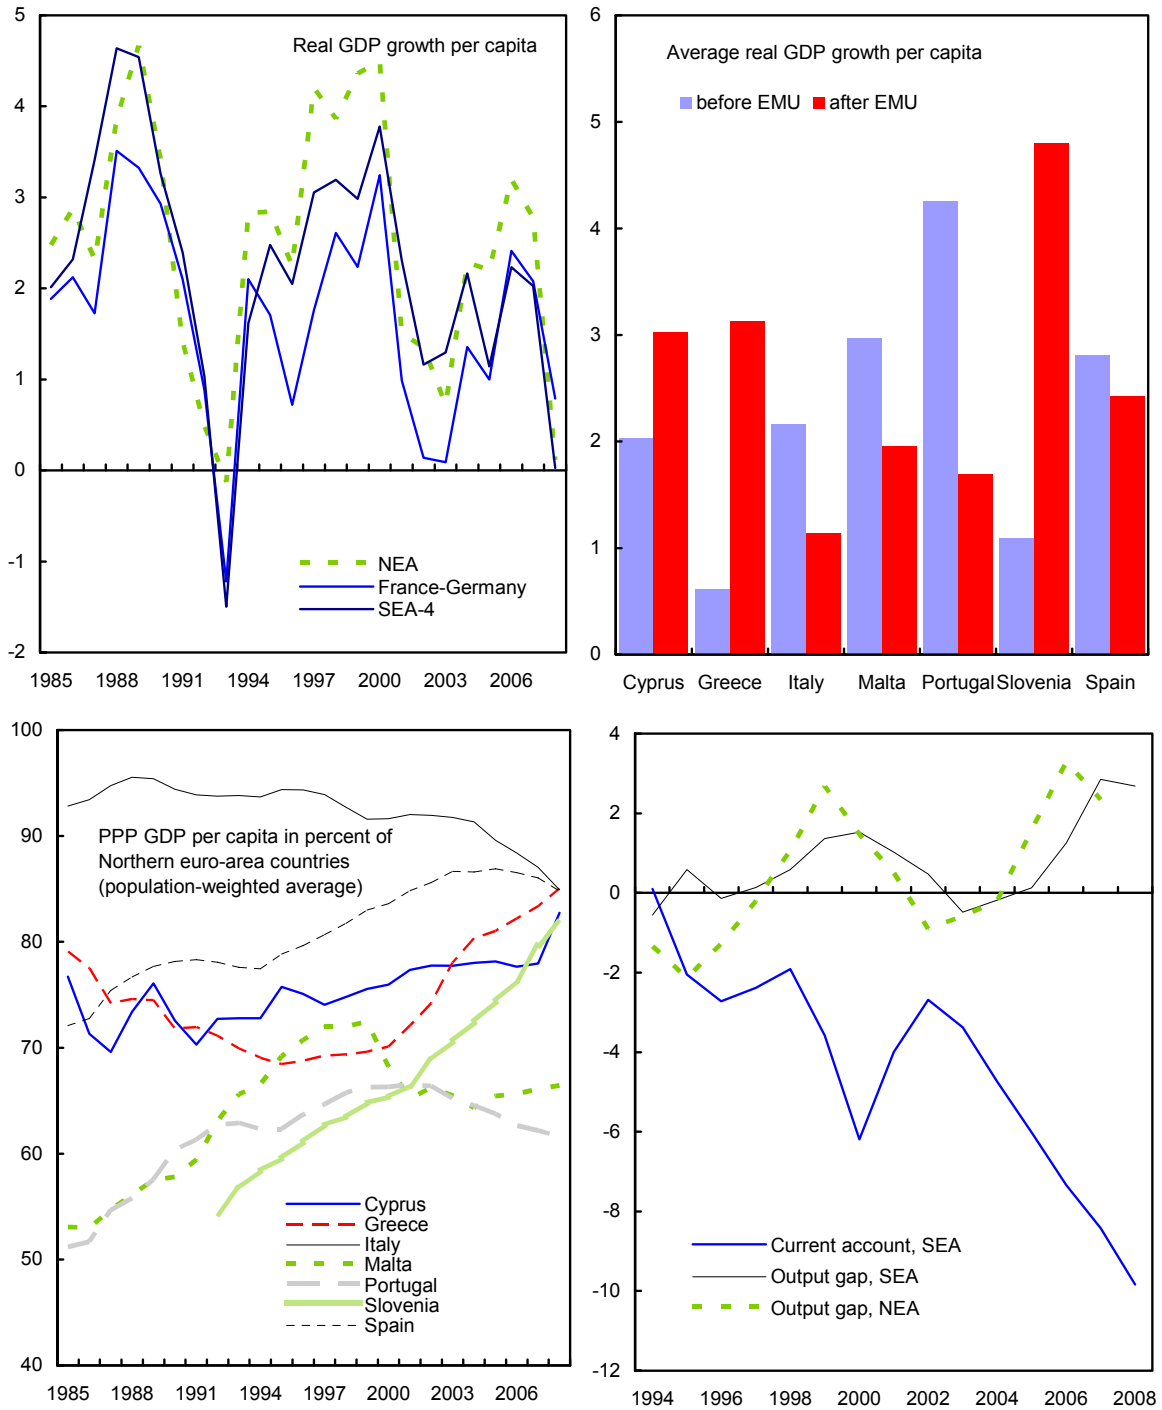 Real GDP growth per capita
5
4
3
2
1
0
-1
-2
NEA
France-Germany
SEA-4
1985 1988 1991 1994 1997 2000 2003 2006
Average real GDP growth per capita
before EMU after EMU
6
5
4
3
2
1
0
Cyprus Greece Italy Malta Portugal Slovenia Spain
PPP GDP per capita in percent of
Northern euro-area countries
(population-weighted average)
100
90
80
70
60
50
40
Cyprus
Greece
Italy
Malta
Portugal
Slovenia
Spain
1985 1988 1991 1994 1997 2000 2003 2006
4
2
0
-2
-4
-6
-8
-10
-12
Current account, SEA
Output gap, SEA
Output gap, NEA
1994 1996 1998 2000 2002 2004 2006 2008